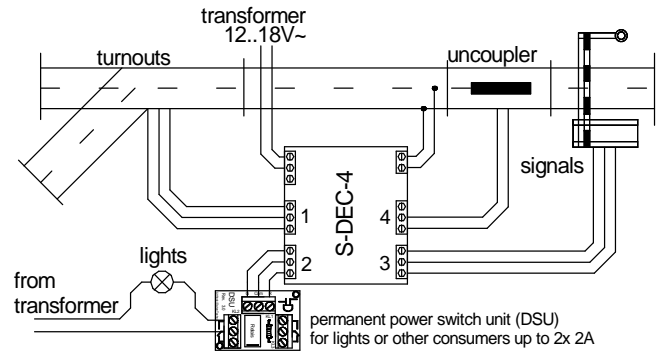 transformer
12..18V~
turnouts
uncoupler
signals
S-DEC-4
1
4
2
3
lights
from
transformer
DSU
Relais
permanent power switch unit (DSU)
for lights or other consumers up to 2x 2A